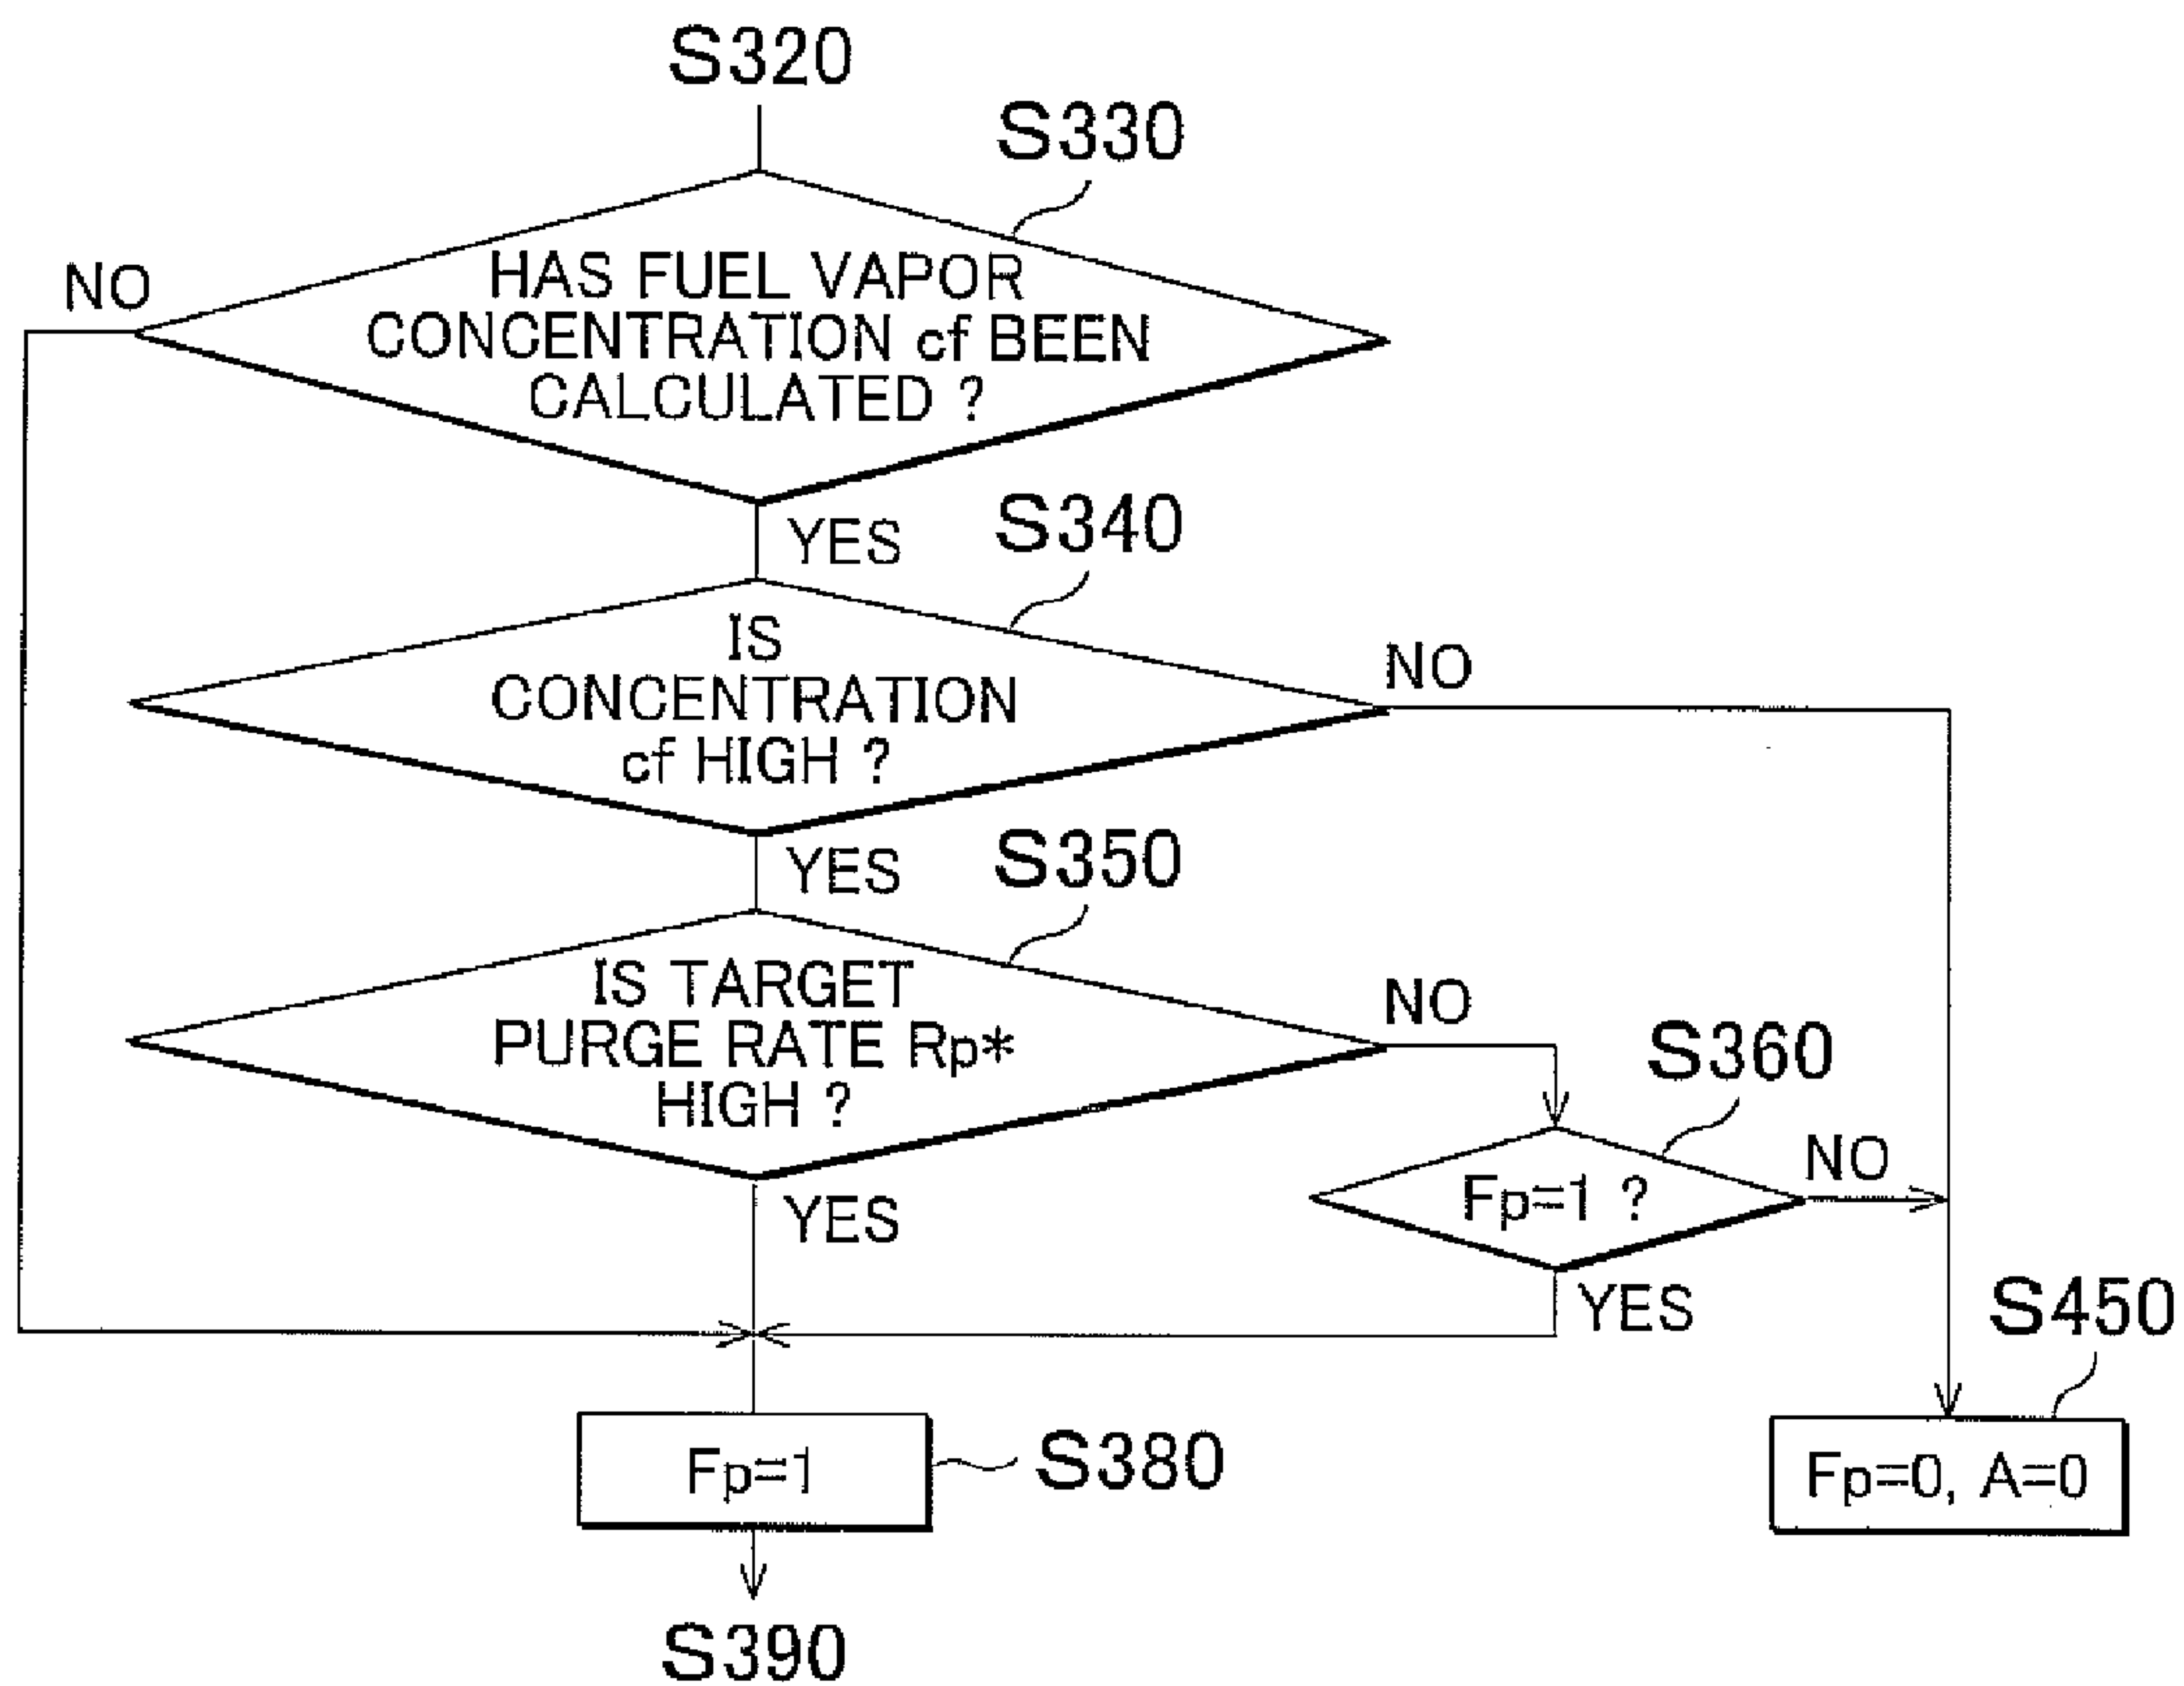 S320
S330
NO
HAS FUEL VAPOR
CONCENTRATION cf BEEN
CALCULATED ?
YES
S340
IS
CONCENTRATION
cf HIGH ?
NO
YES
S350
IS TARGET
PURGE RATE Rp*
HIGH ?
NO
S360
Fp=1 ?
NO
YES
YES
S450
Fp=1
S380
Fp=0, A=0
S390